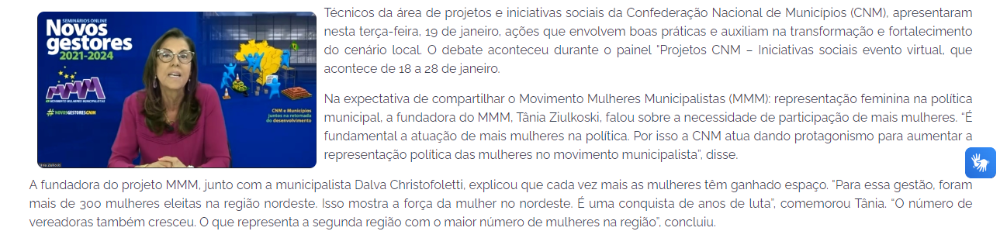 SEMINÁRIOS ONLINE
Novos
gestores
2021-2024
MMM
MOVIMENTO MULHERES MUNICIPALISTAS
#NOVOSGESTORESCNM
CNM e Municípios
juntos na retomada
do desenvolvimento
Tânia Ziulkoski
Técnicos da área de projetos e iniciativas sociais da Confederação Nacional de Municípios (CNM), apresentaram
nesta terça-feira, 19 de janeiro, ações que envolvem boas práticas e auxiliam na transformação e fortalecimento
do cenário local. O debate aconteceu durante o painel "Projetos CNM – Iniciativas sociais evento virtual, que
acontece de 18 a 28 de janeiro.
Na expectativa de compartilhar o Movimento Mulheres Municipalistas (MMM): representação feminina na política
municipal, a fundadora do MMM, Tânia Ziulkoski, falou sobre a necessidade de participação de mais mulheres. “É
fundamental a atuação de mais mulheres na política. Por isso a CNM atua dando protagonismo para aumentar a
representação política das mulheres no movimento municipalista”, disse.
A fundadora do projeto MMM, junto com a municipalista Dalva Christofoletti, explicou que cada vez mais as mulheres têm ganhado espaço. "Para essa gestão, foram
mais de 300 mulheres eleitas na região nordeste. Isso mostra a força da mulher no nordeste. É uma conquista de anos de luta”, comemorou Tânia. “O número de
vereadoras também cresceu. O que representa a segunda região com o maior número de mulheres na região”, concluiu.